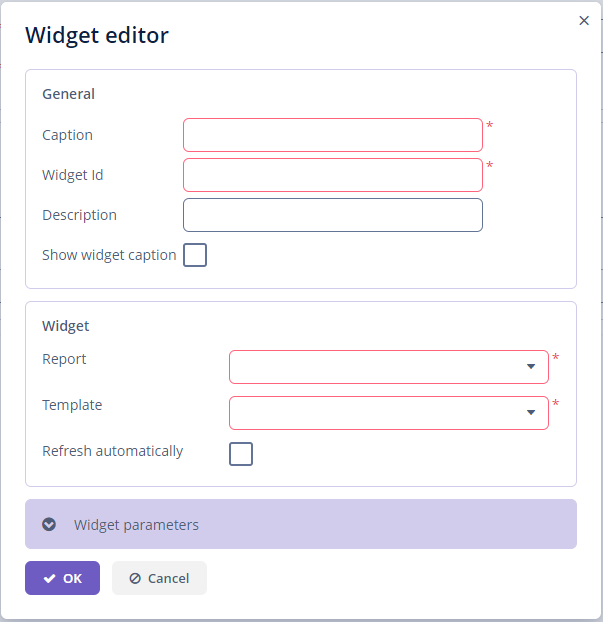 Widget editor
General
Caption *
Widget Id *
Description
Show widget caption
Widget
Report *
Template *
Refresh automatically
Widget parameters
OK Cancel